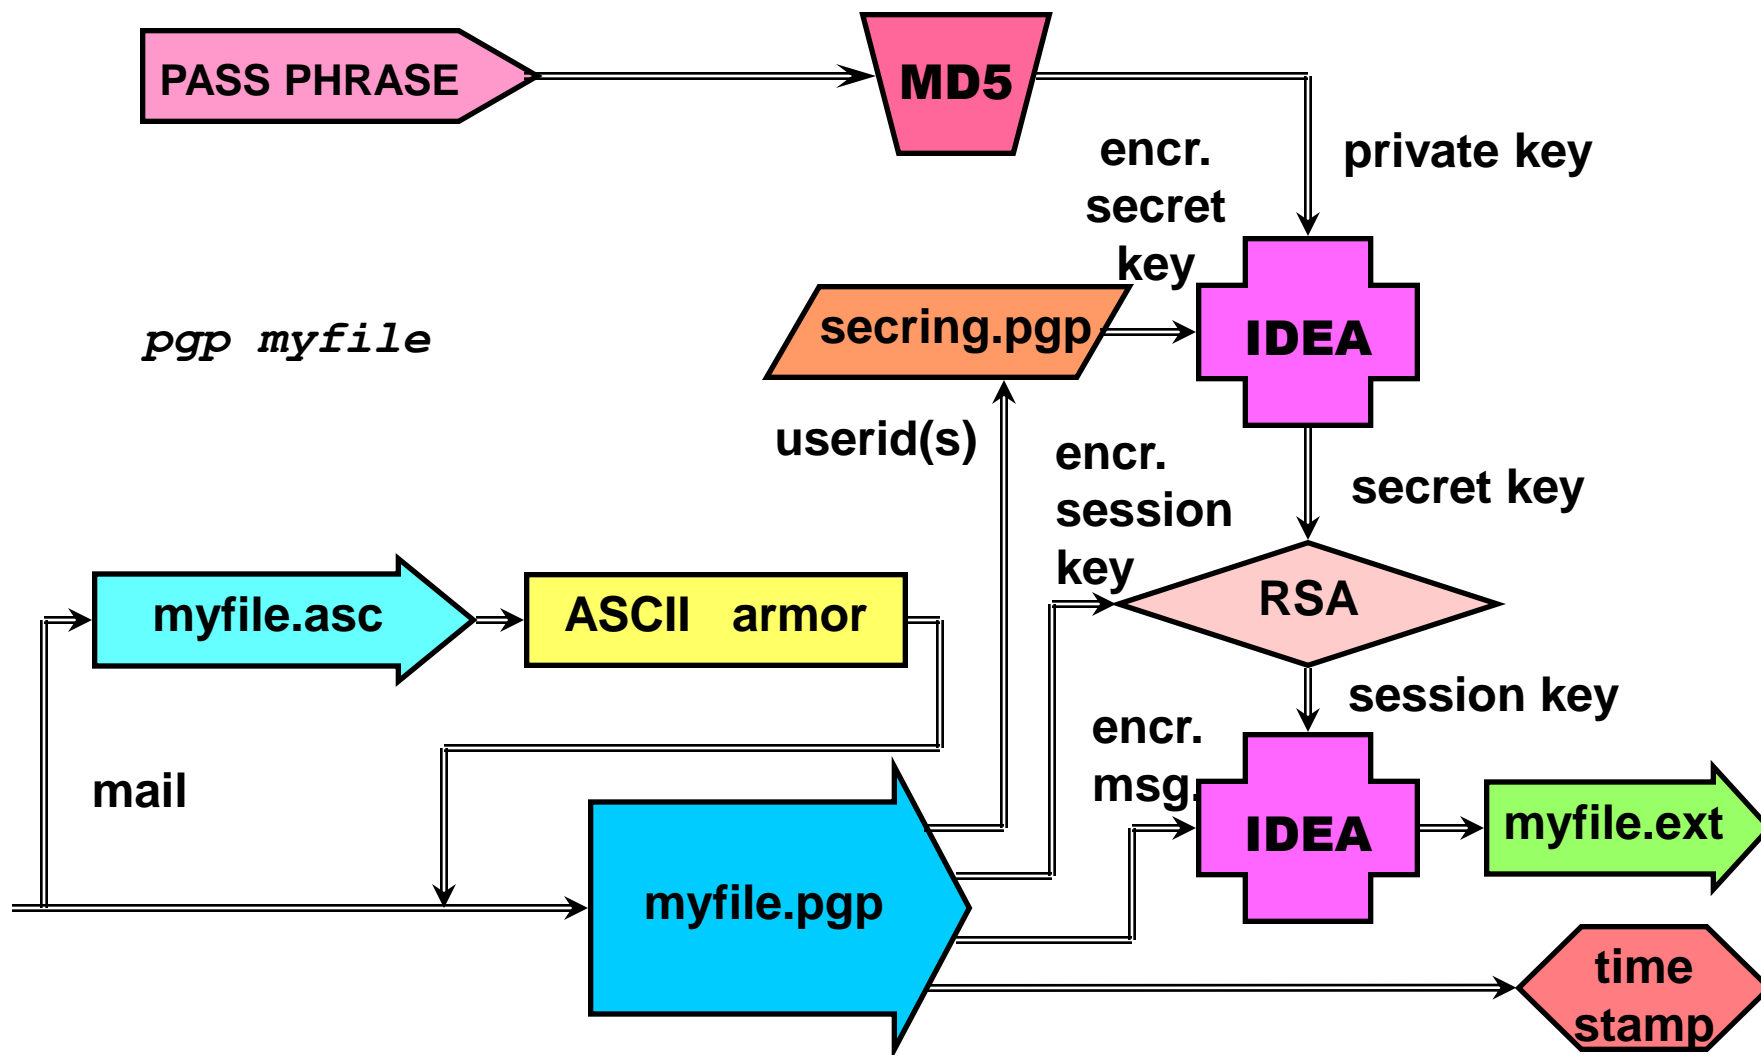 PASS PHRASE
MD5
encr.
secret
key
private key
pgp myfile
secring.pgp
IDEA
userid(s)
encr.
session
key
secret key
myfile.asc
ASCII armor
RSA
session key
mail
encr.
msg.
IDEA
myfile.ext
myfile.pgp
time
stamp